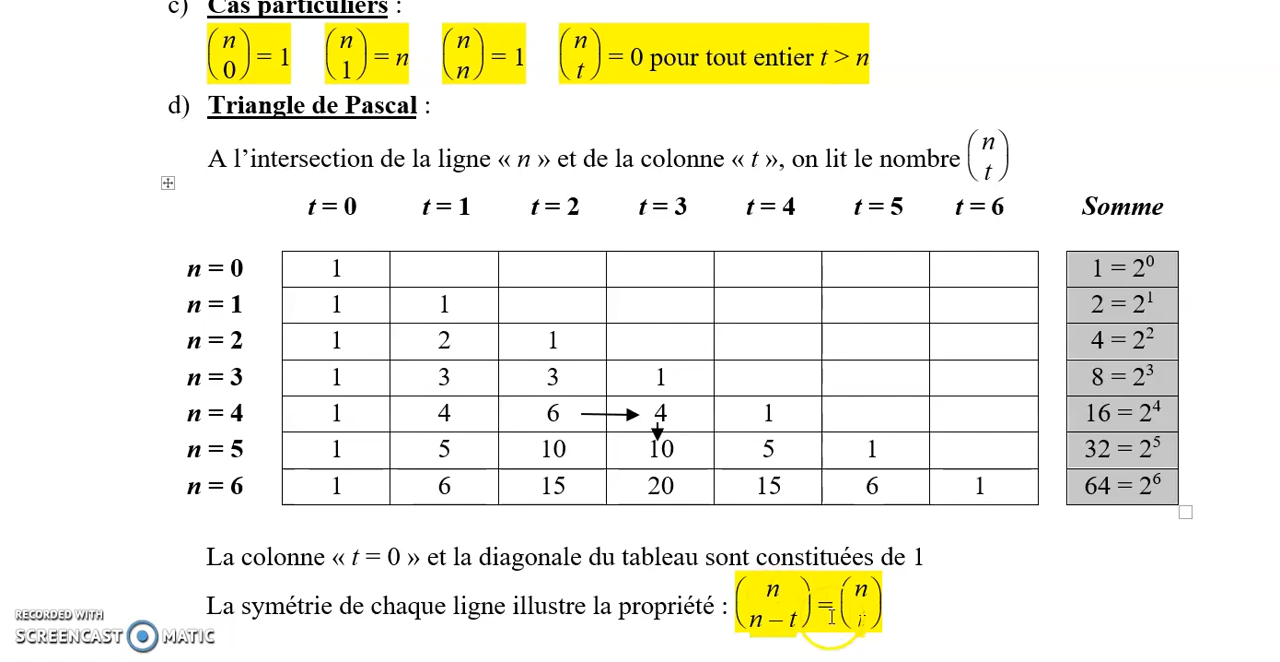 c) Cas particuliers :
(n 0) = 1 (n 1) = n (n n) = 1 (n t) = 0 pour tout entier t > n
d) Triangle de Pascal :
A l’intersection de la ligne « n » et de la colonne « t », on lit le nombre (n t)
t = 0 t = 1 t = 2 t = 3 t = 4 t = 5 t = 6 Somme
n = 0 1 1 = 2⁰
n = 1 1 1 2 = 2¹
n = 2 1 2 1 4 = 2²
n = 3 1 3 3 1 8 = 2³
n = 4 1 4 6 4 1 16 = 2⁴
n = 5 1 5 10 10 5 1 32 = 2⁵
n = 6 1 6 15 20 15 6 1 64 = 2⁶
La colonne « t = 0 » et la diagonale du tableau sont constituées de 1
La symétrie de chaque ligne illustre la propriété : (n n – t) = (n t)
RECORDED WITH
SCREENCAST MATIC